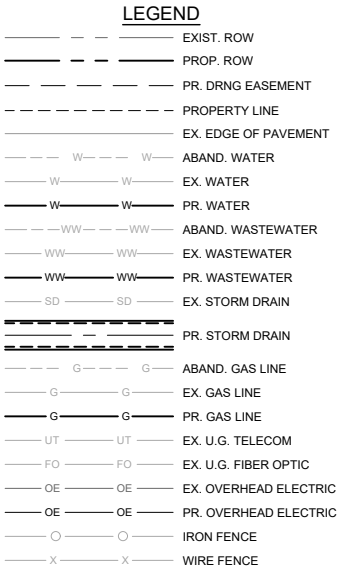 LEGEND
EXIST. ROW
PROP. ROW
PR. DRNG EASEMENT
PROPERTY LINE
EX. EDGE OF PAVEMENT
W W ABAND. WATER
W W EX. WATER
W W PR. WATER
WW WW ABAND. WASTEWATER
WW WW EX. WASTEWATER
WW WW PR. WASTEWATER
SD SD EX. STORM DRAIN
PR. STORM DRAIN
G G ABAND. GAS LINE
G G EX. GAS LINE
G G PR. GAS LINE
UT UT EX. U.G. TELECOM
FO FO EX. U.G. FIBER OPTIC
OE OE EX. OVERHEAD ELECTRIC
OE OE PR. OVERHEAD ELECTRIC
IRON FENCE
X X WIRE FENCE